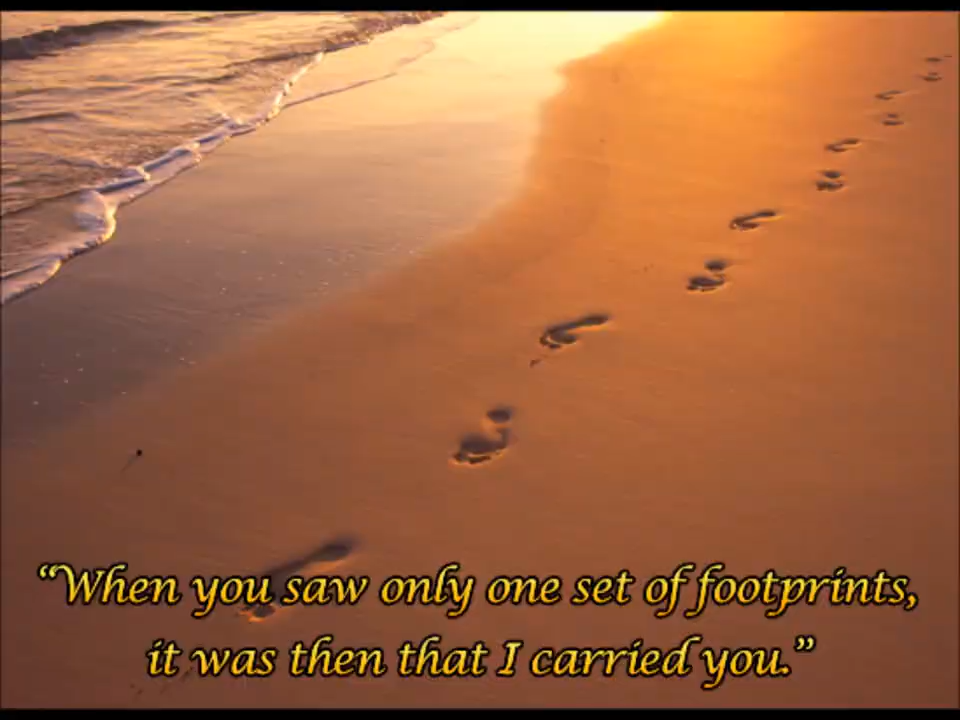 “When you saw only one set of footprints,
it was then that I carried you.”